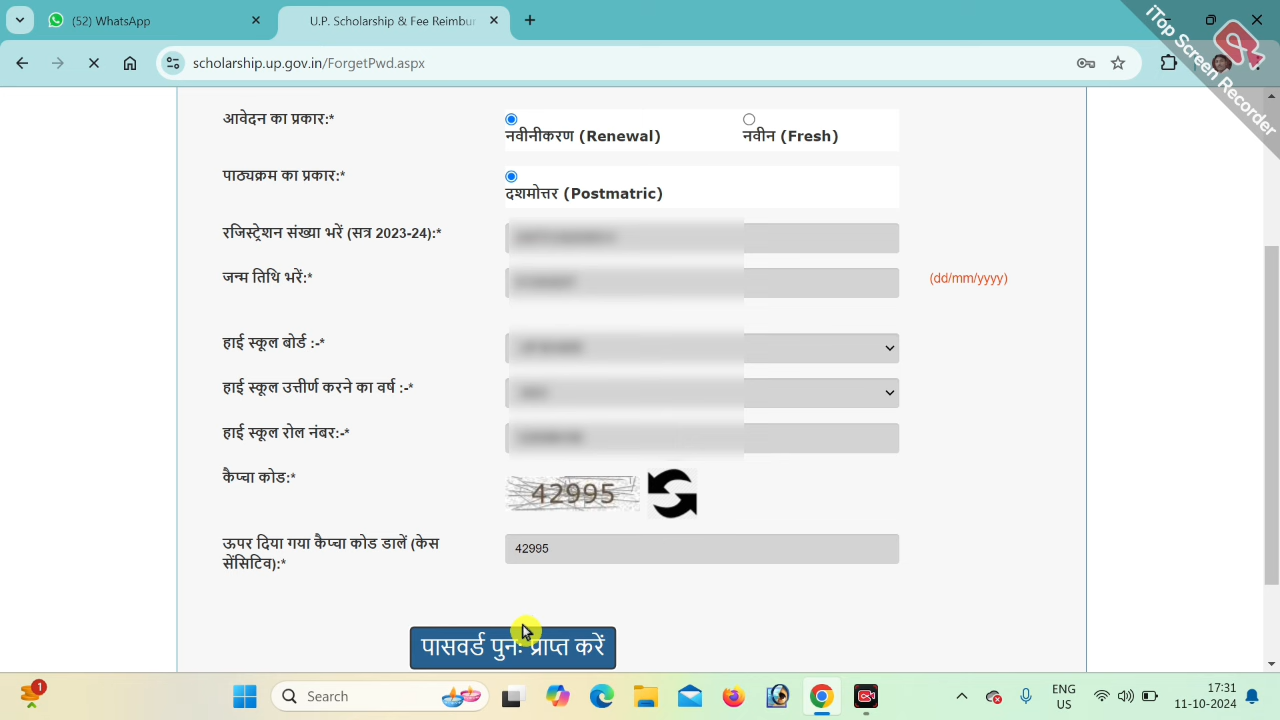 (52) WhatsApp
U.P. Scholarship & Fee Reimbur
iTop Screen Recorder
scholarship.up.gov.in/ForgetPwd.aspx
आवेदन का प्रकार:*
नवीनीकरण (Renewal)
नवीन (Fresh)
पाठ्यक्रम का प्रकार:*
दशमोत्तर (Postmatric)
रजिस्ट्रेशन संख्या भरें (सत्र 2023-24):*
जन्म तिथि भरें:*
(dd/mm/yyyy)
हाई स्कूल बोर्ड :-*
हाई स्कूल उत्तीर्ण करने का वर्ष :-*
हाई स्कूल रोल नंबर:-*
कैप्चा कोड:*
42995
ऊपर दिया गया कैप्चा कोड डालें (केस
सेंसिटिव):*
42995
पासवर्ड पुनः प्राप्त करें
1
Search
ENG
US
17:31
11-10-2024